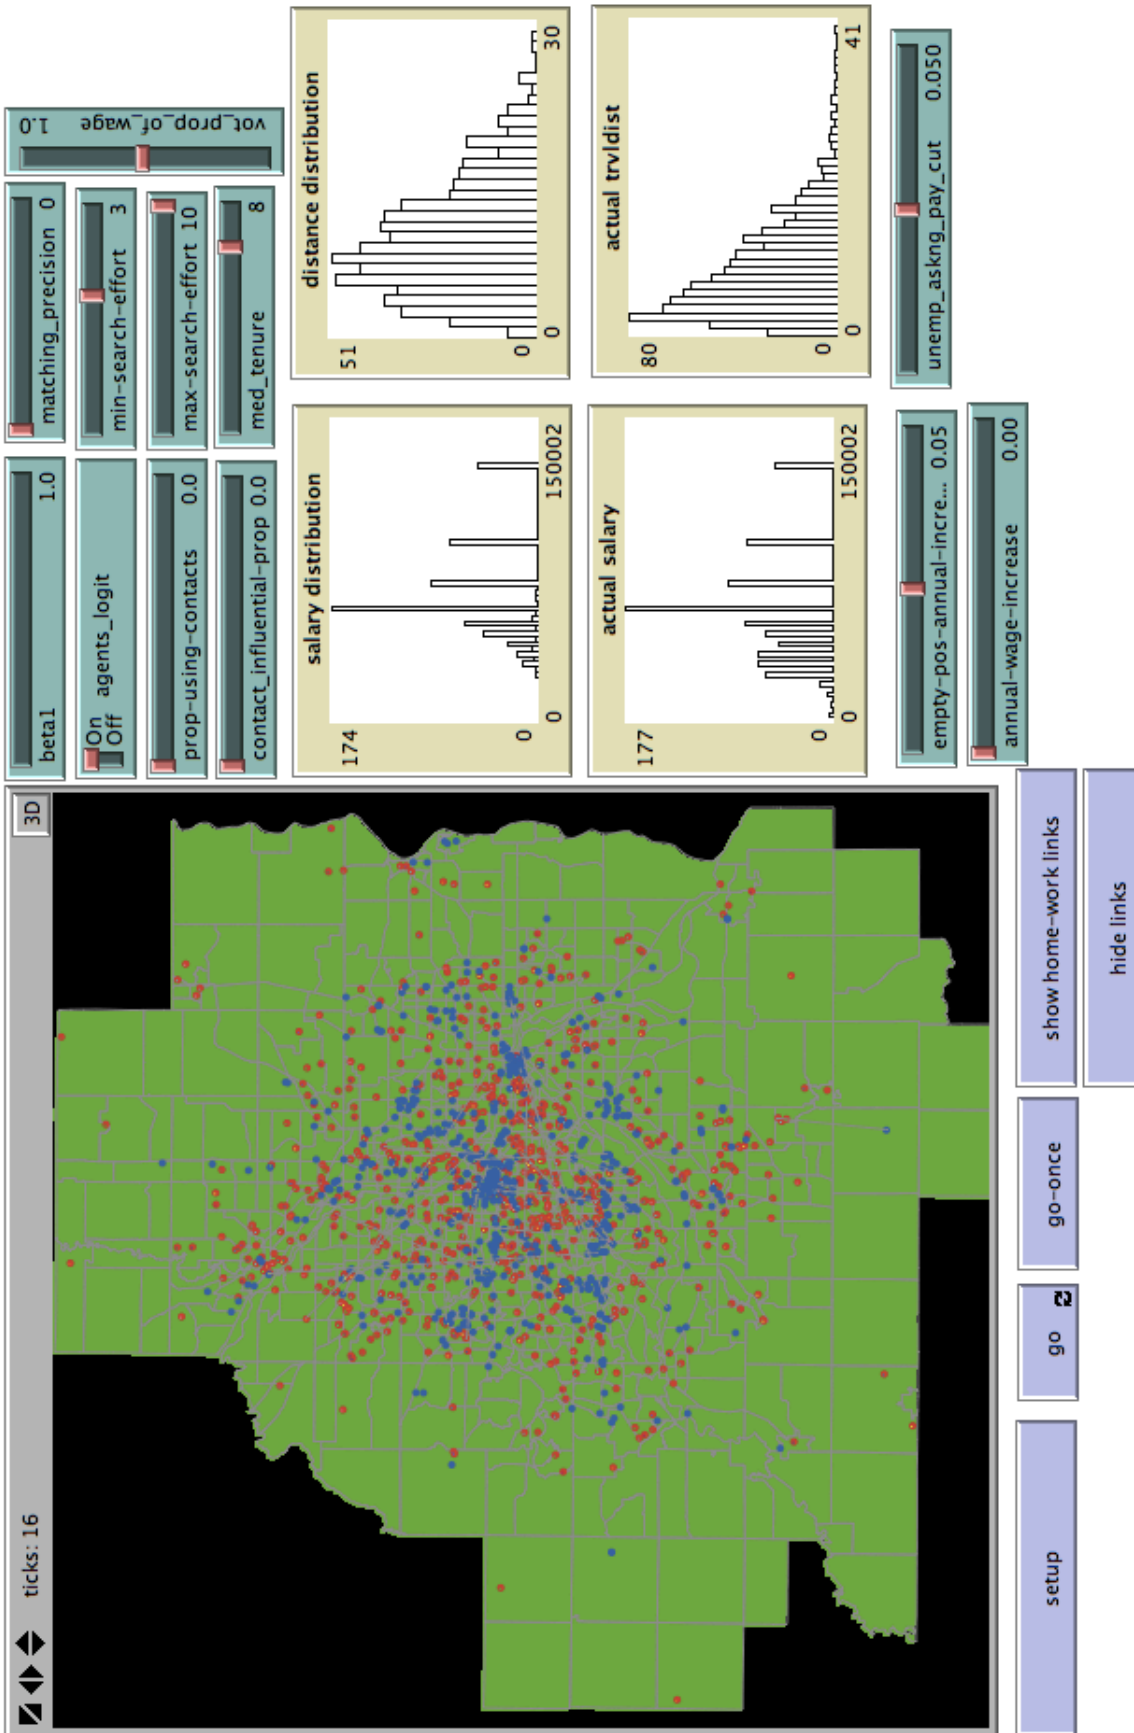 ticks: 16
3D
beta1 1.0
matching_precision 0
vot_prop_of_wage 1.0
On
Off
agents_logit
min-search-effort 3
prop-using-contacts 0.0
max-search-effort 10
contact_influential-prop 0.0
med_tenure 8
salary distribution
174
0
0
150002
distance distribution
51
0
0
30
actual salary
177
0
0
150002
actual trvldist
80
0
0
41
empty-pos-annual-incre... 0.05
unemp_askng_pay_cut 0.050
annual-wage-increase 0.00
setup
go
go-once
show home-work links
hide links